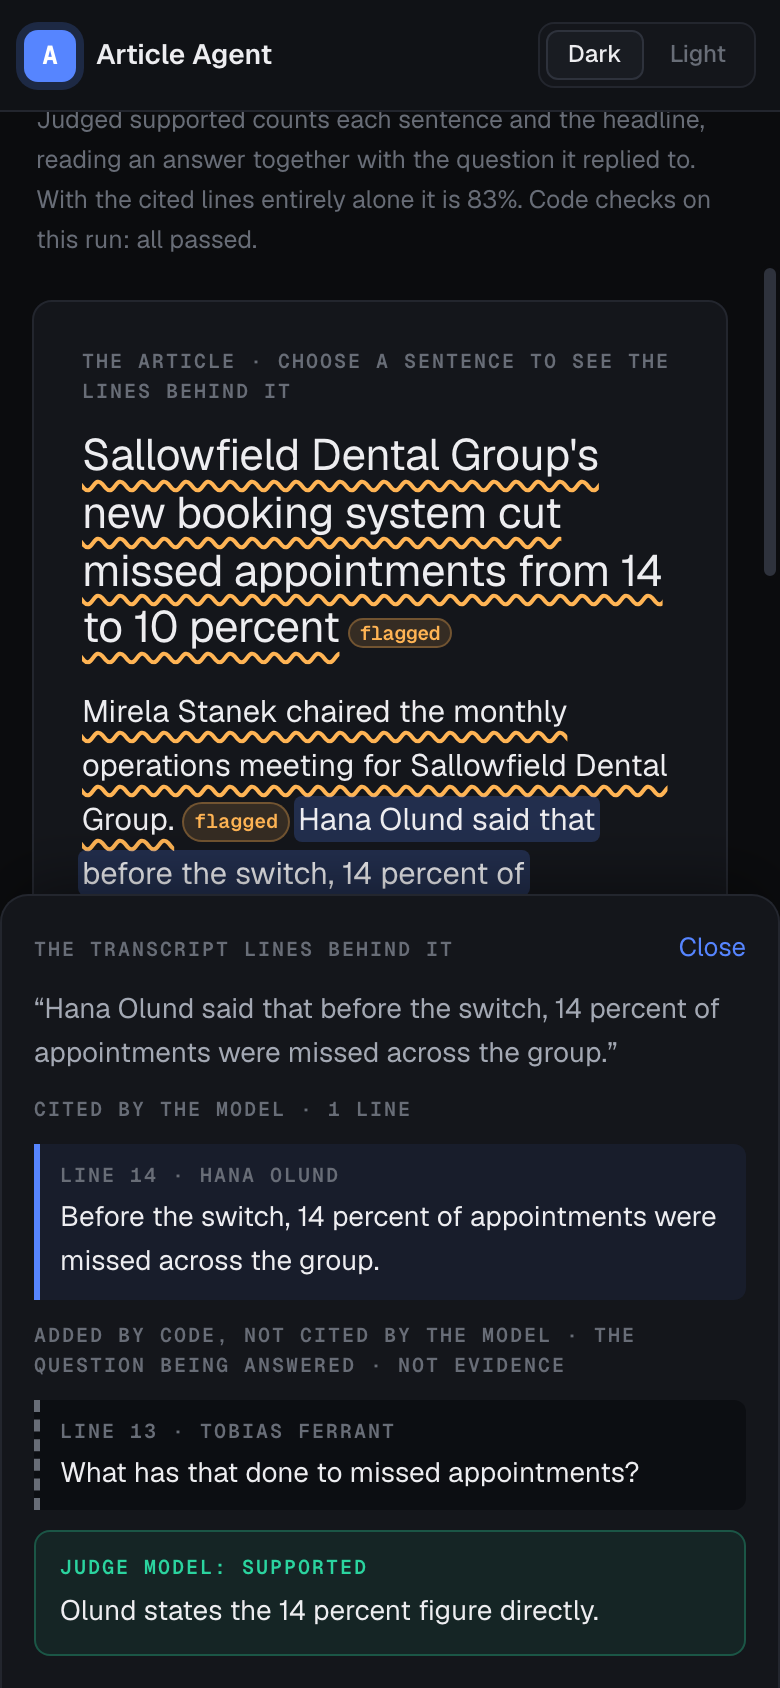 A Article Agent Dark Light
Judged supported counts each sentence and the headline,
reading an answer together with the question it replied to.
With the cited lines entirely alone it is 83%. Code checks on
this run: all passed.
THE ARTICLE · CHOOSE A SENTENCE TO SEE THE
LINES BEHIND IT
Sallowfield Dental Group's
new booking system cut
missed appointments from 14
to 10 percent flagged
Mirela Stanek chaired the monthly
operations meeting for Sallowfield Dental
Group. flagged Hana Olund said that
before the switch, 14 percent of
THE TRANSCRIPT LINES BEHIND IT Close
“Hana Olund said that before the switch, 14 percent of
appointments were missed across the group.”
CITED BY THE MODEL · 1 LINE
LINE 14 · HANA OLUND
Before the switch, 14 percent of appointments were
missed across the group.
ADDED BY CODE, NOT CITED BY THE MODEL · THE
QUESTION BEING ANSWERED · NOT EVIDENCE
LINE 13 · TOBIAS FERRANT
What has that done to missed appointments?
JUDGE MODEL: SUPPORTED
Olund states the 14 percent figure directly.